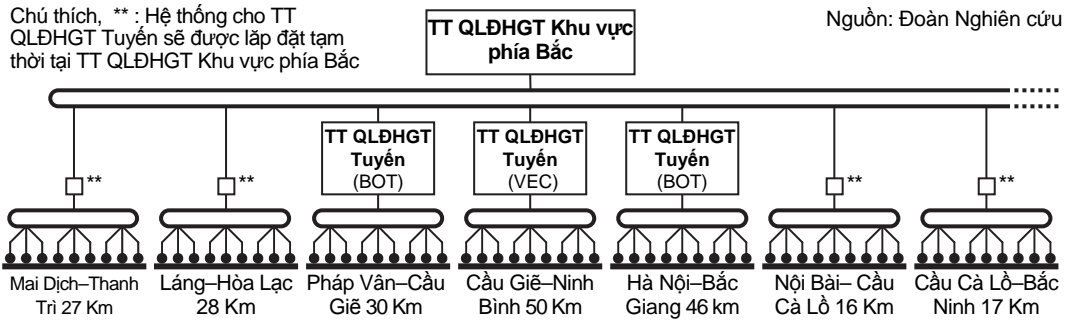 Chú thích, ** : Hệ thống cho TT
QLĐHGT Tuyến sẽ được lắp đặt tạm
thời tại TT QLĐHGT Khu vực phía Bắc
TT QLĐHGT Khu vực
phía Bắc
Nguồn: Đoàn Nghiên cứu
TT QLĐHGT
Tuyến
(BOT)
TT QLĐHGT
Tuyến
(VEC)
TT QLĐHGT
Tuyến
(BOT)
**
**
**
**
Mai Dịch–Thanh
Trì 27 Km
Láng–Hòa Lạc
28 Km
Pháp Vân–Cầu
Giẽ 30 Km
Cầu Giẽ–Ninh
Bình 50 Km
Hà Nội–Bắc
Giang 46 km
Nội Bài– Cầu
Cà Lồ 16 Km
Cầu Cà Lồ–Bắc
Ninh 17 Km